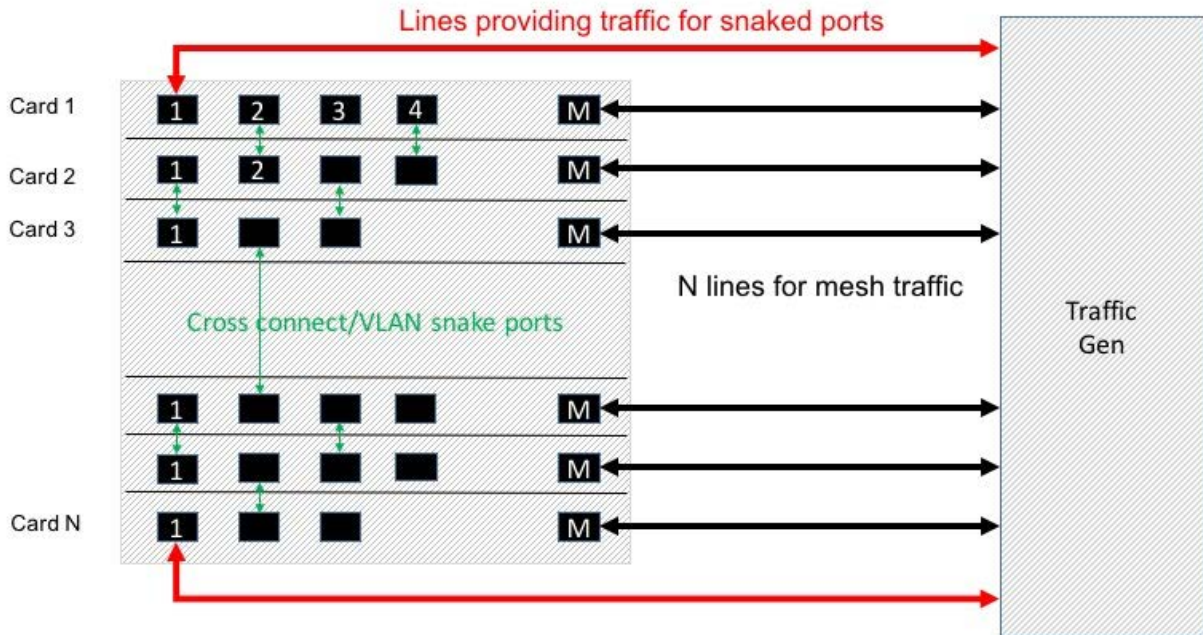 Lines providing traffic for snaked ports
Card 1
1 2 3 4 M
Card 2
1 2 M
Card 3
1 M
N lines for mesh traffic
Cross connect/VLAN snake ports
Traffic
Gen
1 M
1 M
Card N
1 M